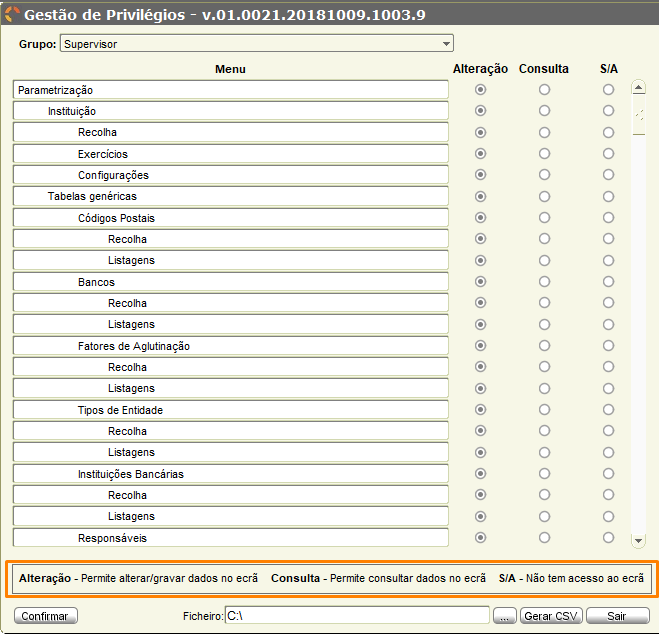 Gestão de Privilégios - v.01.0021.20181009.1003.9
Grupo: Supervisor
Menu Alteração Consulta S/A
Parametrização
Instituição
Recolha
Exercícios
Configurações
Tabelas genéricas
Códigos Postais
Recolha
Listagens
Bancos
Recolha
Listagens
Fatores de Aglutinação
Recolha
Listagens
Tipos de Entidade
Recolha
Listagens
Instituições Bancárias
Recolha
Listagens
Responsáveis
Alteração - Permite alterar/gravar dados no ecrã Consulta - Permite consultar dados no ecrã S/A - Não tem acesso ao ecrã
Confirmar Ficheiro: C:\ ... Gerar CSV Sair